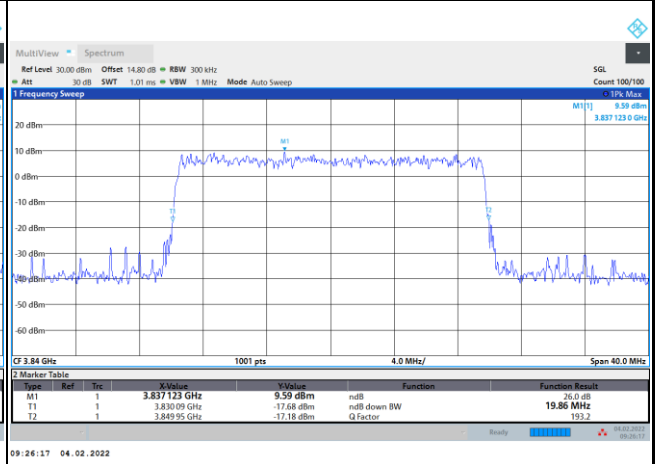 MultiView Spectrum
Ref Level 30.00 dBm Offset 14.80 dB RBW 300 kHz SGL
Att 30 dB SWT 1.01 ms VBW 1 MHz Mode Auto Sweep Count 100/100
1 Frequency Sweep 1Pk Max
M1[1] 9.59 dBm
3.837 123 0 GHz
20 dBm
M1
10 dBm
0 dBm
-10 dBm
T1 T2
-20 dBm
-30 dBm
-40 dBm
-50 dBm
-60 dBm
CF 3.84 GHz 1001 pts 4.0 MHz/ Span 40.0 MHz
2 Marker Table
Type Ref Trc X-Value Y-Value Function Function Result
M1 1 3.837 123 GHz 9.59 dBm ndB 26.0 dB
T1 1 3.830 09 GHz -17.68 dBm ndB down BW 19.86 MHz
T2 1 3.849 95 GHz -17.18 dBm Q Factor 193.2
Ready 04.02.2022
09:26:17
09:26:17 04.02.2022